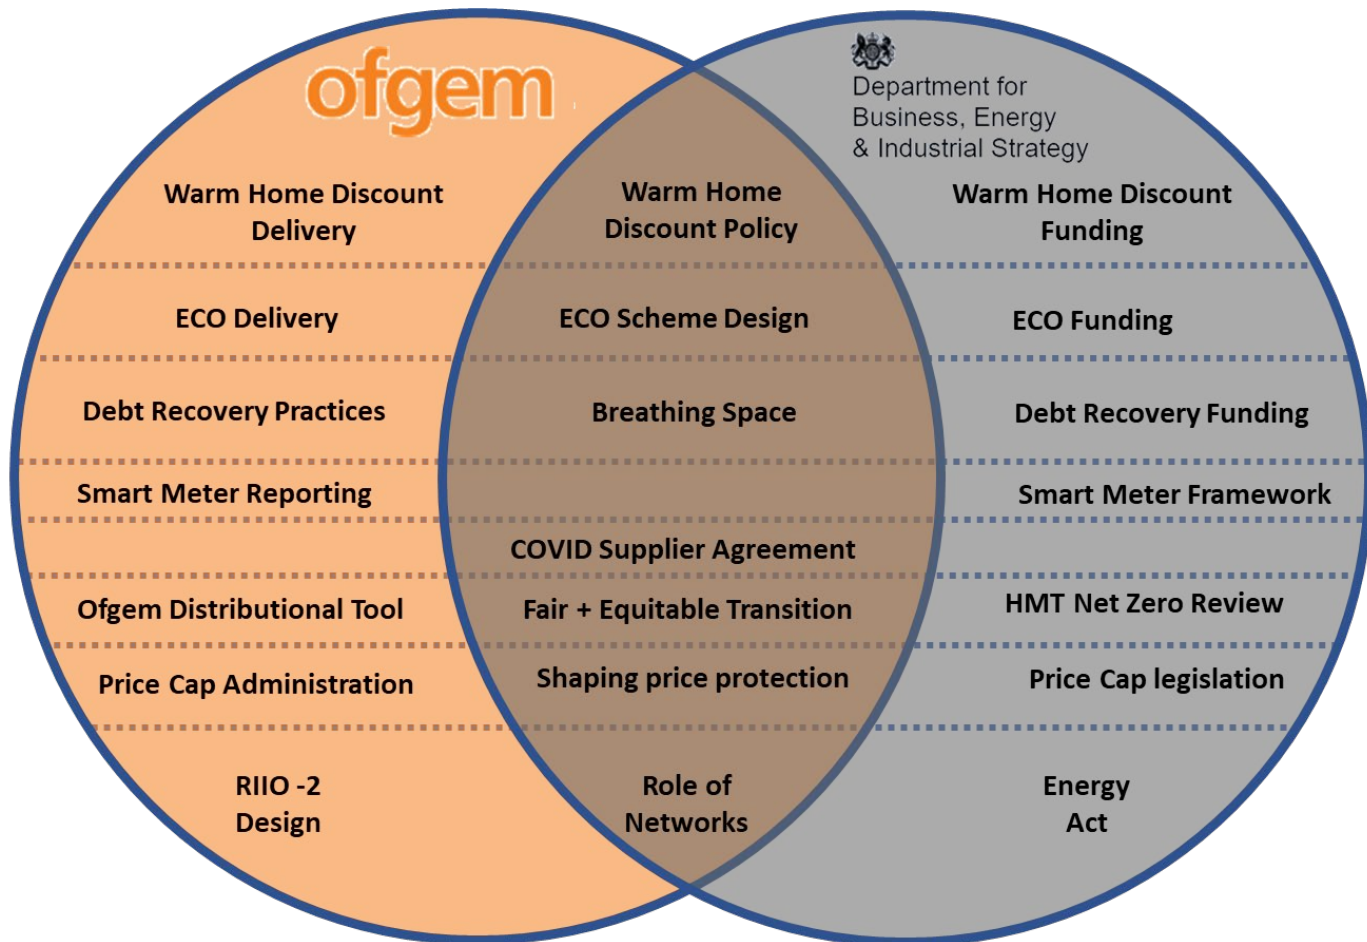 ofgem
Department for
Business, Energy
& Industrial Strategy
Warm Home Discount
Delivery
Warm Home
Discount Policy
Warm Home Discount
Funding
ECO Delivery
ECO Scheme Design
ECO Funding
Debt Recovery Practices
Breathing Space
Debt Recovery Funding
Smart Meter Reporting
Smart Meter Framework
COVID Supplier Agreement
Ofgem Distributional Tool
Fair + Equitable Transition
HMT Net Zero Review
Price Cap Administration
Shaping price protection
Price Cap legislation
RIIO -2
Design
Role of
Networks
Energy
Act